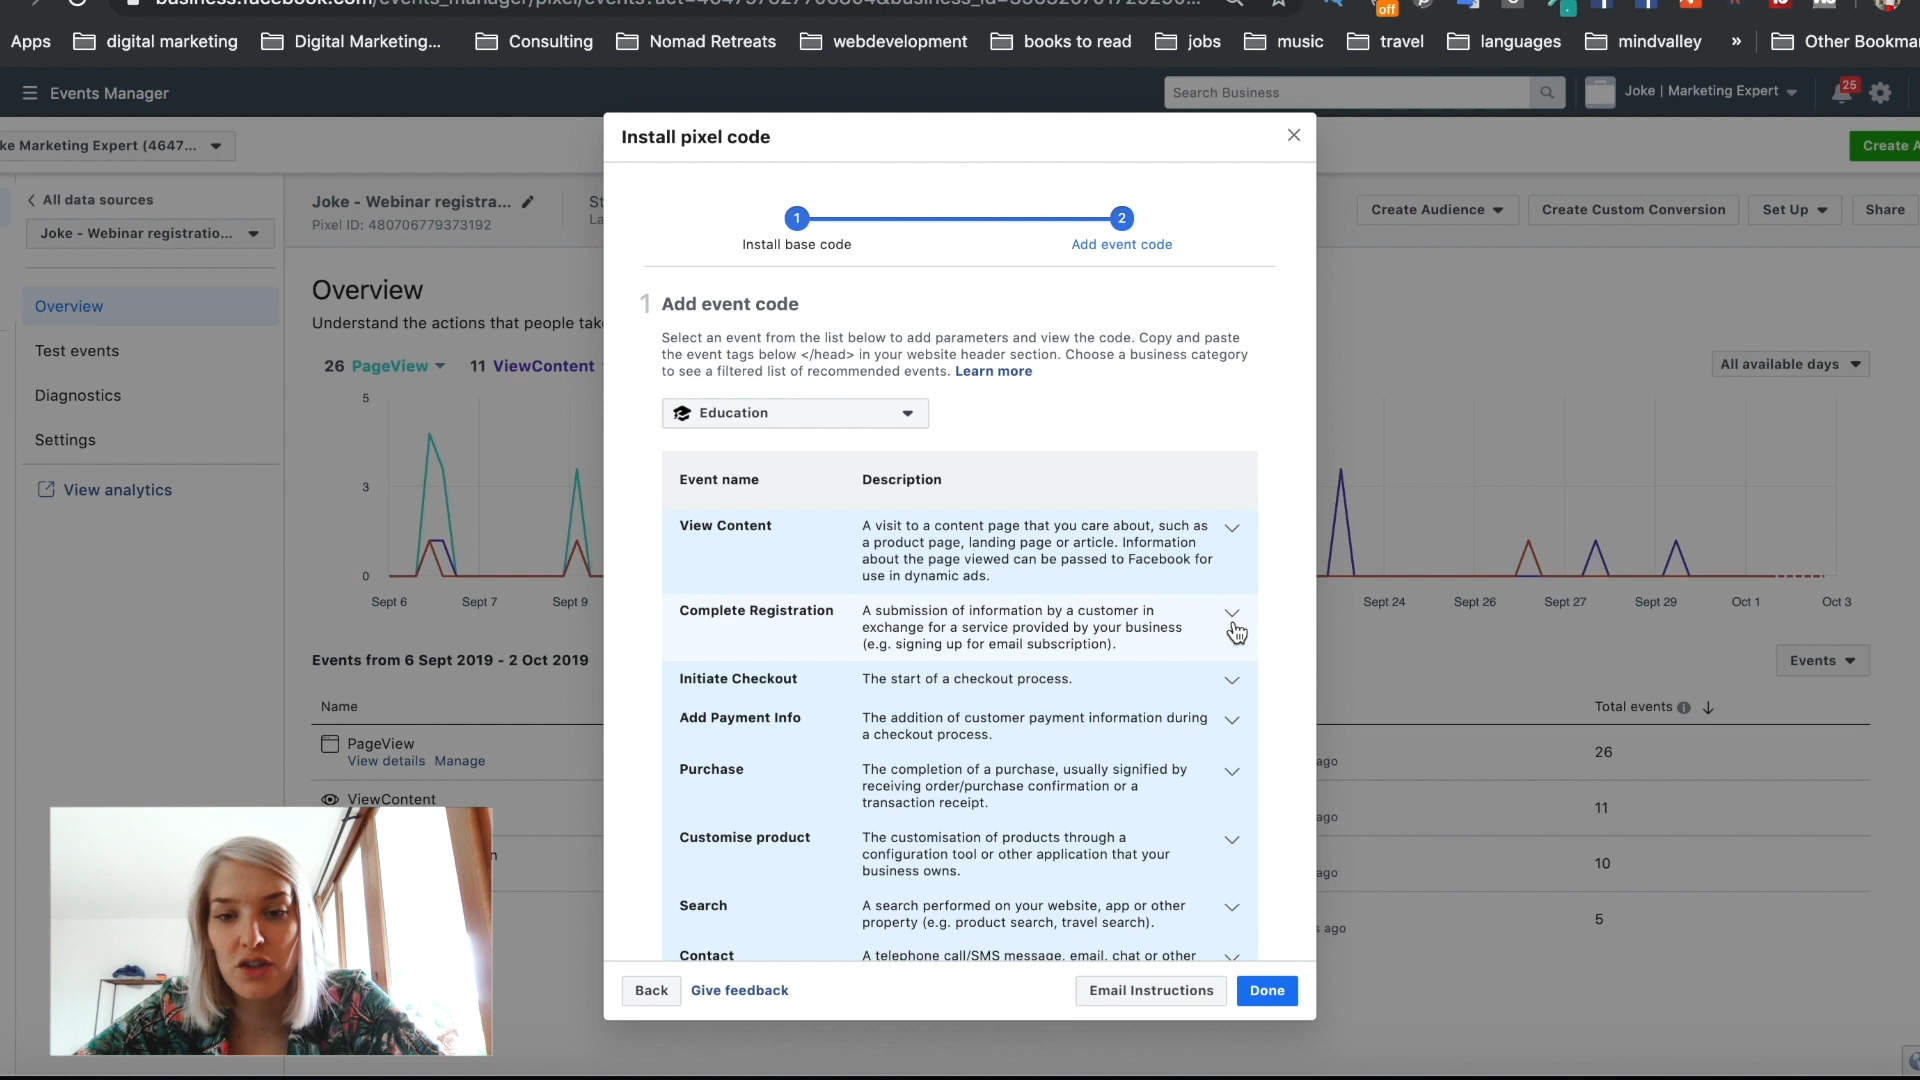 off
Apps digital marketing Digital Marketing... Consulting Nomad Retreats webdevelopment books to read jobs music travel languages mindvalley » Other Bookma
Events Manager
Search Business
Joke | Marketing Expert
25
ke Marketing Expert (4647...
Create A
All data sources
Joke - Webinar registratio...
Overview
Test events
Diagnostics
Settings
View analytics
Joke - Webinar registra...
Pixel ID: 480706779373192
Create Audience
Create Custom Conversion
Set Up
Share
Overview
Understand the actions that people take
26 PageView 11 ViewContent
All available days
5
3
0
Sept 6 Sept 7 Sept 9 Sept 24 Sept 26 Sept 27 Sept 29 Oct 1 Oct 3
Events from 6 Sept 2019 - 2 Oct 2019
Events
Name
Total events
PageView
View details Manage
ago
26
ViewContent
ago
11
n
ago
10
s ago
5
Install pixel code
1 2
Install base code Add event code
1 Add event code
Select an event from the list below to add parameters and view the code. Copy and paste
the event tags below </head> in your website header section. Choose a business category
to see a filtered list of recommended events. Learn more
Education
Event name Description
View Content
A visit to a content page that you care about, such as
a product page, landing page or article. Information
about the page viewed can be passed to Facebook for
use in dynamic ads.
Complete Registration
A submission of information by a customer in
exchange for a service provided by your business
(e.g. signing up for email subscription).
Initiate Checkout
The start of a checkout process.
Add Payment Info
The addition of customer payment information during
a checkout process.
Purchase
The completion of a purchase, usually signified by
receiving order/purchase confirmation or a
transaction receipt.
Customise product
The customisation of products through a
configuration tool or other application that your
business owns.
Search
A search performed on your website, app or other
property (e.g. product search, travel search).
Contact
A telephone call/SMS message, email, chat or other
Back
Give feedback
Email Instructions
Done